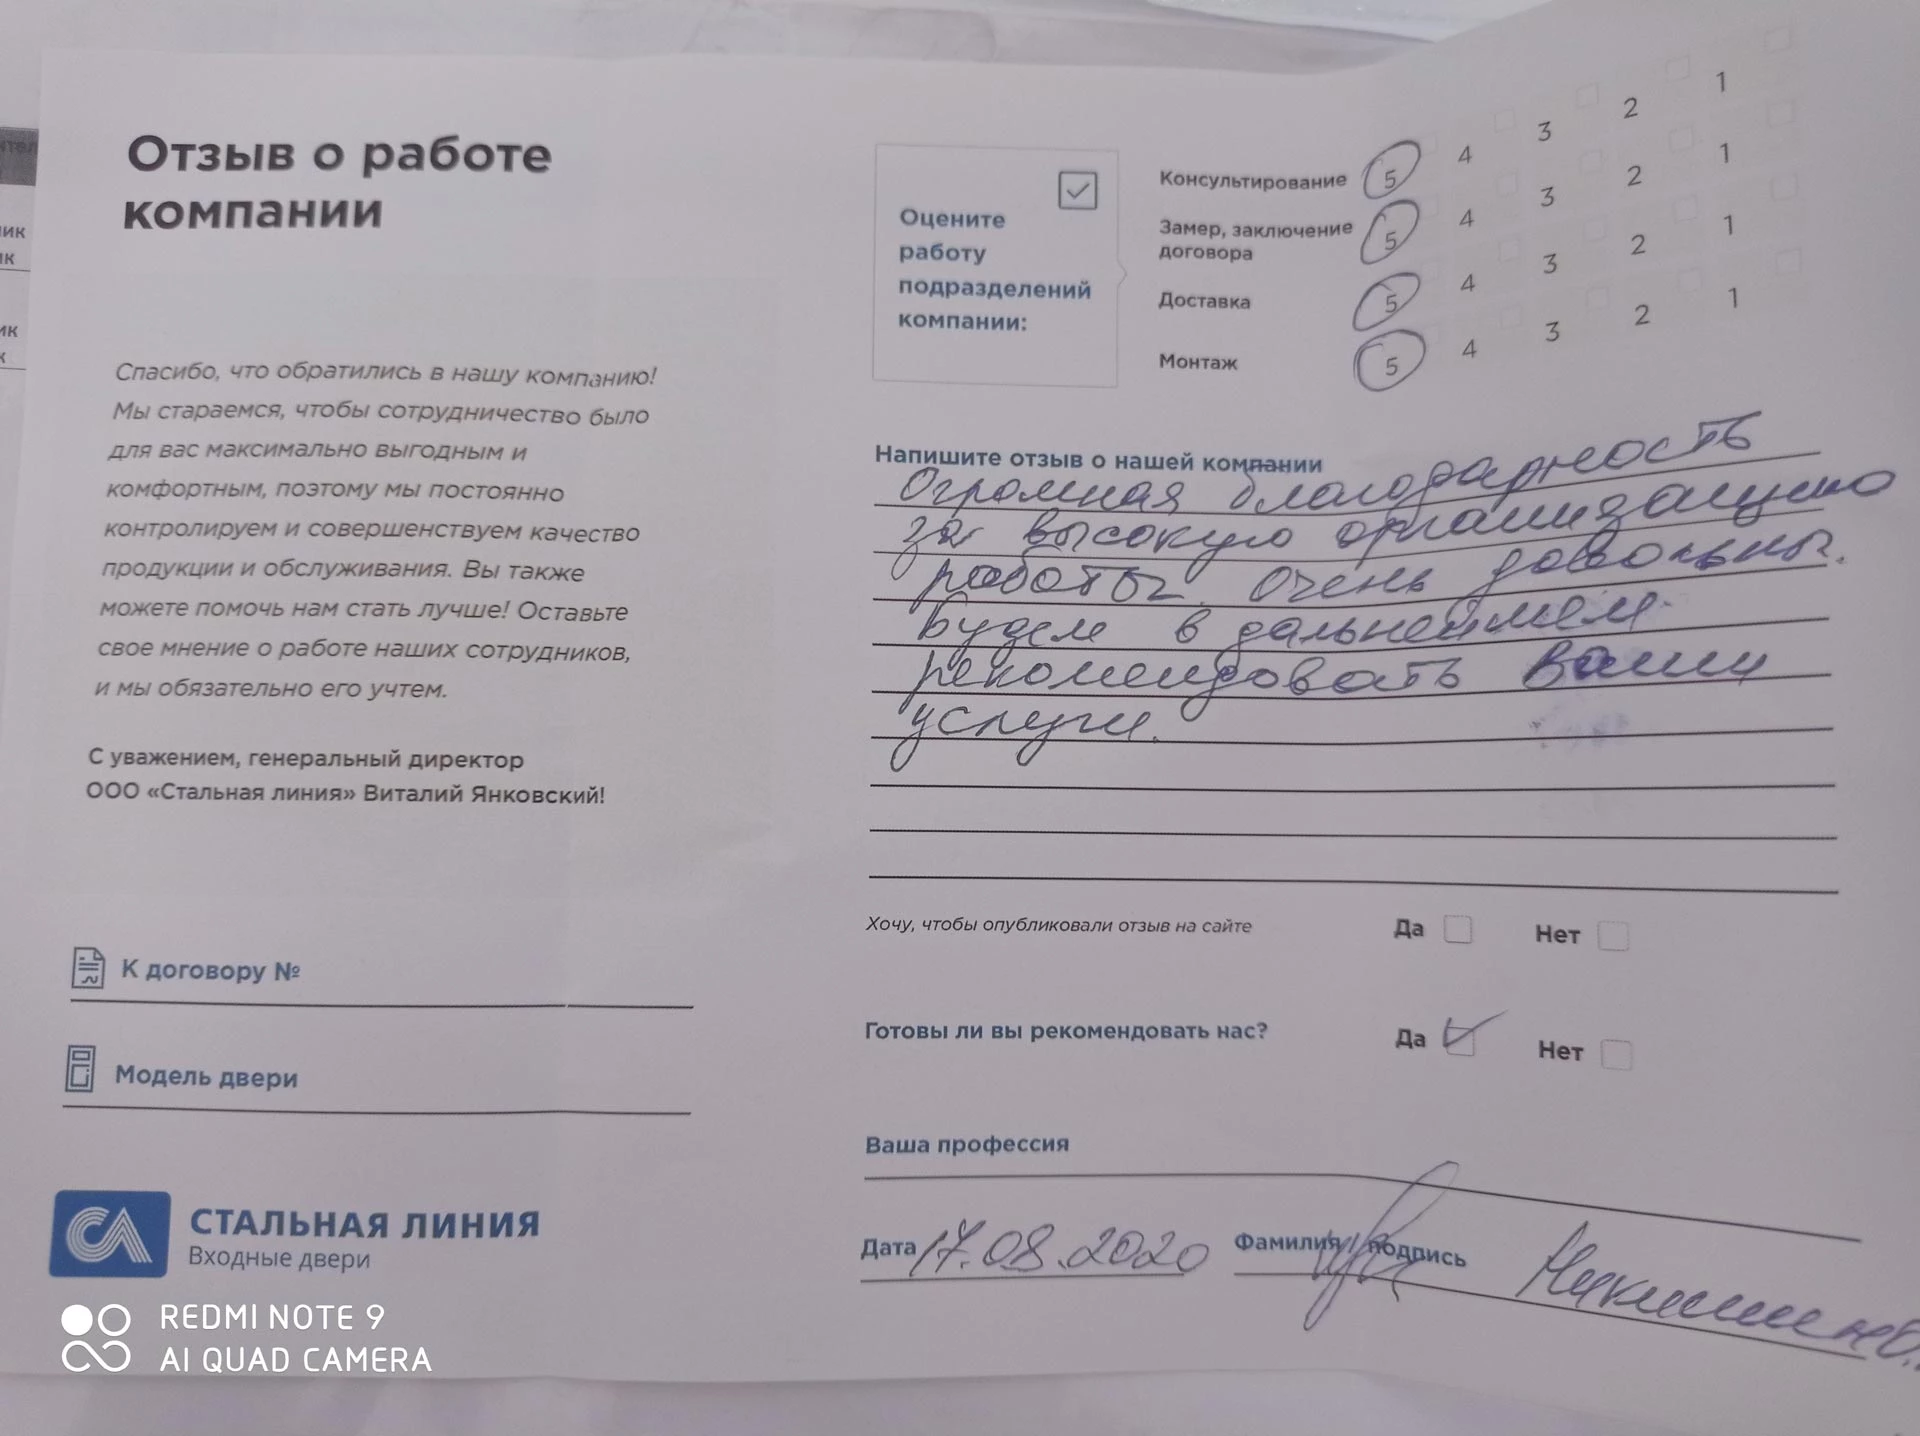 Отзыв о работе
компании
Спасибо, что обратились в нашу компанию!
Мы стараемся, чтобы сотрудничество было
для вас максимально выгодным и
комфортным, поэтому мы постоянно
контролируем и совершенствуем качество
продукции и обслуживания. Вы также
можете помочь нам стать лучше! Оставьте
свое мнение о работе наших сотрудников,
и мы обязательно его учтем.
С уважением, генеральный директор
ООО «Стальная линия» Виталий Янковский!
К договору №
Модель двери
СТАЛЬНАЯ ЛИНИЯ
Входные двери
Оцените
работу
подразделений
компании:
Консультирование 5 4 3 2 1
Замер, заключение
договора 5 4 3 2 1
Доставка 5 4 3 2 1
Монтаж 5 4 3 2 1
Напишите отзыв о нашей компании
Огромная благодарность
за высокую организацию
работы. Очень довольны.
Будем в дальнейшем
рекомендовать ваши
услуги.
Хочу, чтобы опубликовали отзыв на сайте Да Нет
Готовы ли вы рекомендовать нас? Да Нет
Ваша профессия
Дата 17.08.2020 Фамилия / подпись
REDMI NOTE 9
AI QUAD CAMERA